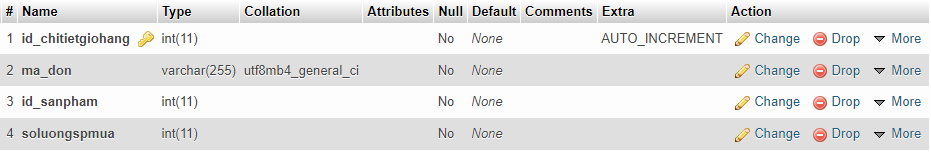 # Name Type Collation Attributes Null Default Comments Extra Action
1 id_chitietgiohang int(11) No None AUTO_INCREMENT Change Drop More
2 ma_don varchar(255) utf8mb4_general_ci No None Change Drop More
3 id_sanpham int(11) No None Change Drop More
4 soluongspmua int(11) No None Change Drop More